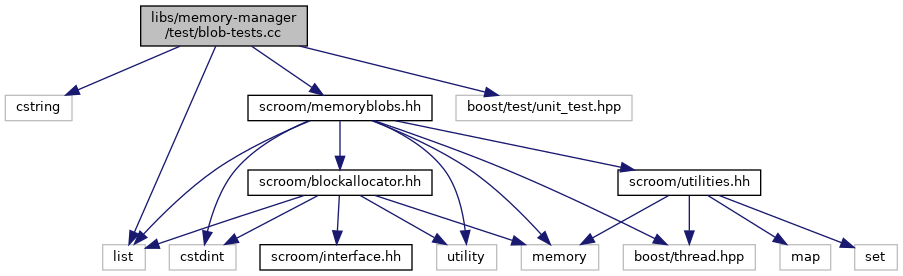 libs/memory-manager
/test/blob-tests.cc
cstring
scroom/memoryblobs.hh
boost/test/unit_test.hpp
scroom/blockallocator.hh
scroom/utilities.hh
list
cstdint
scroom/interface.hh
utility
memory
boost/thread.hpp
map
set